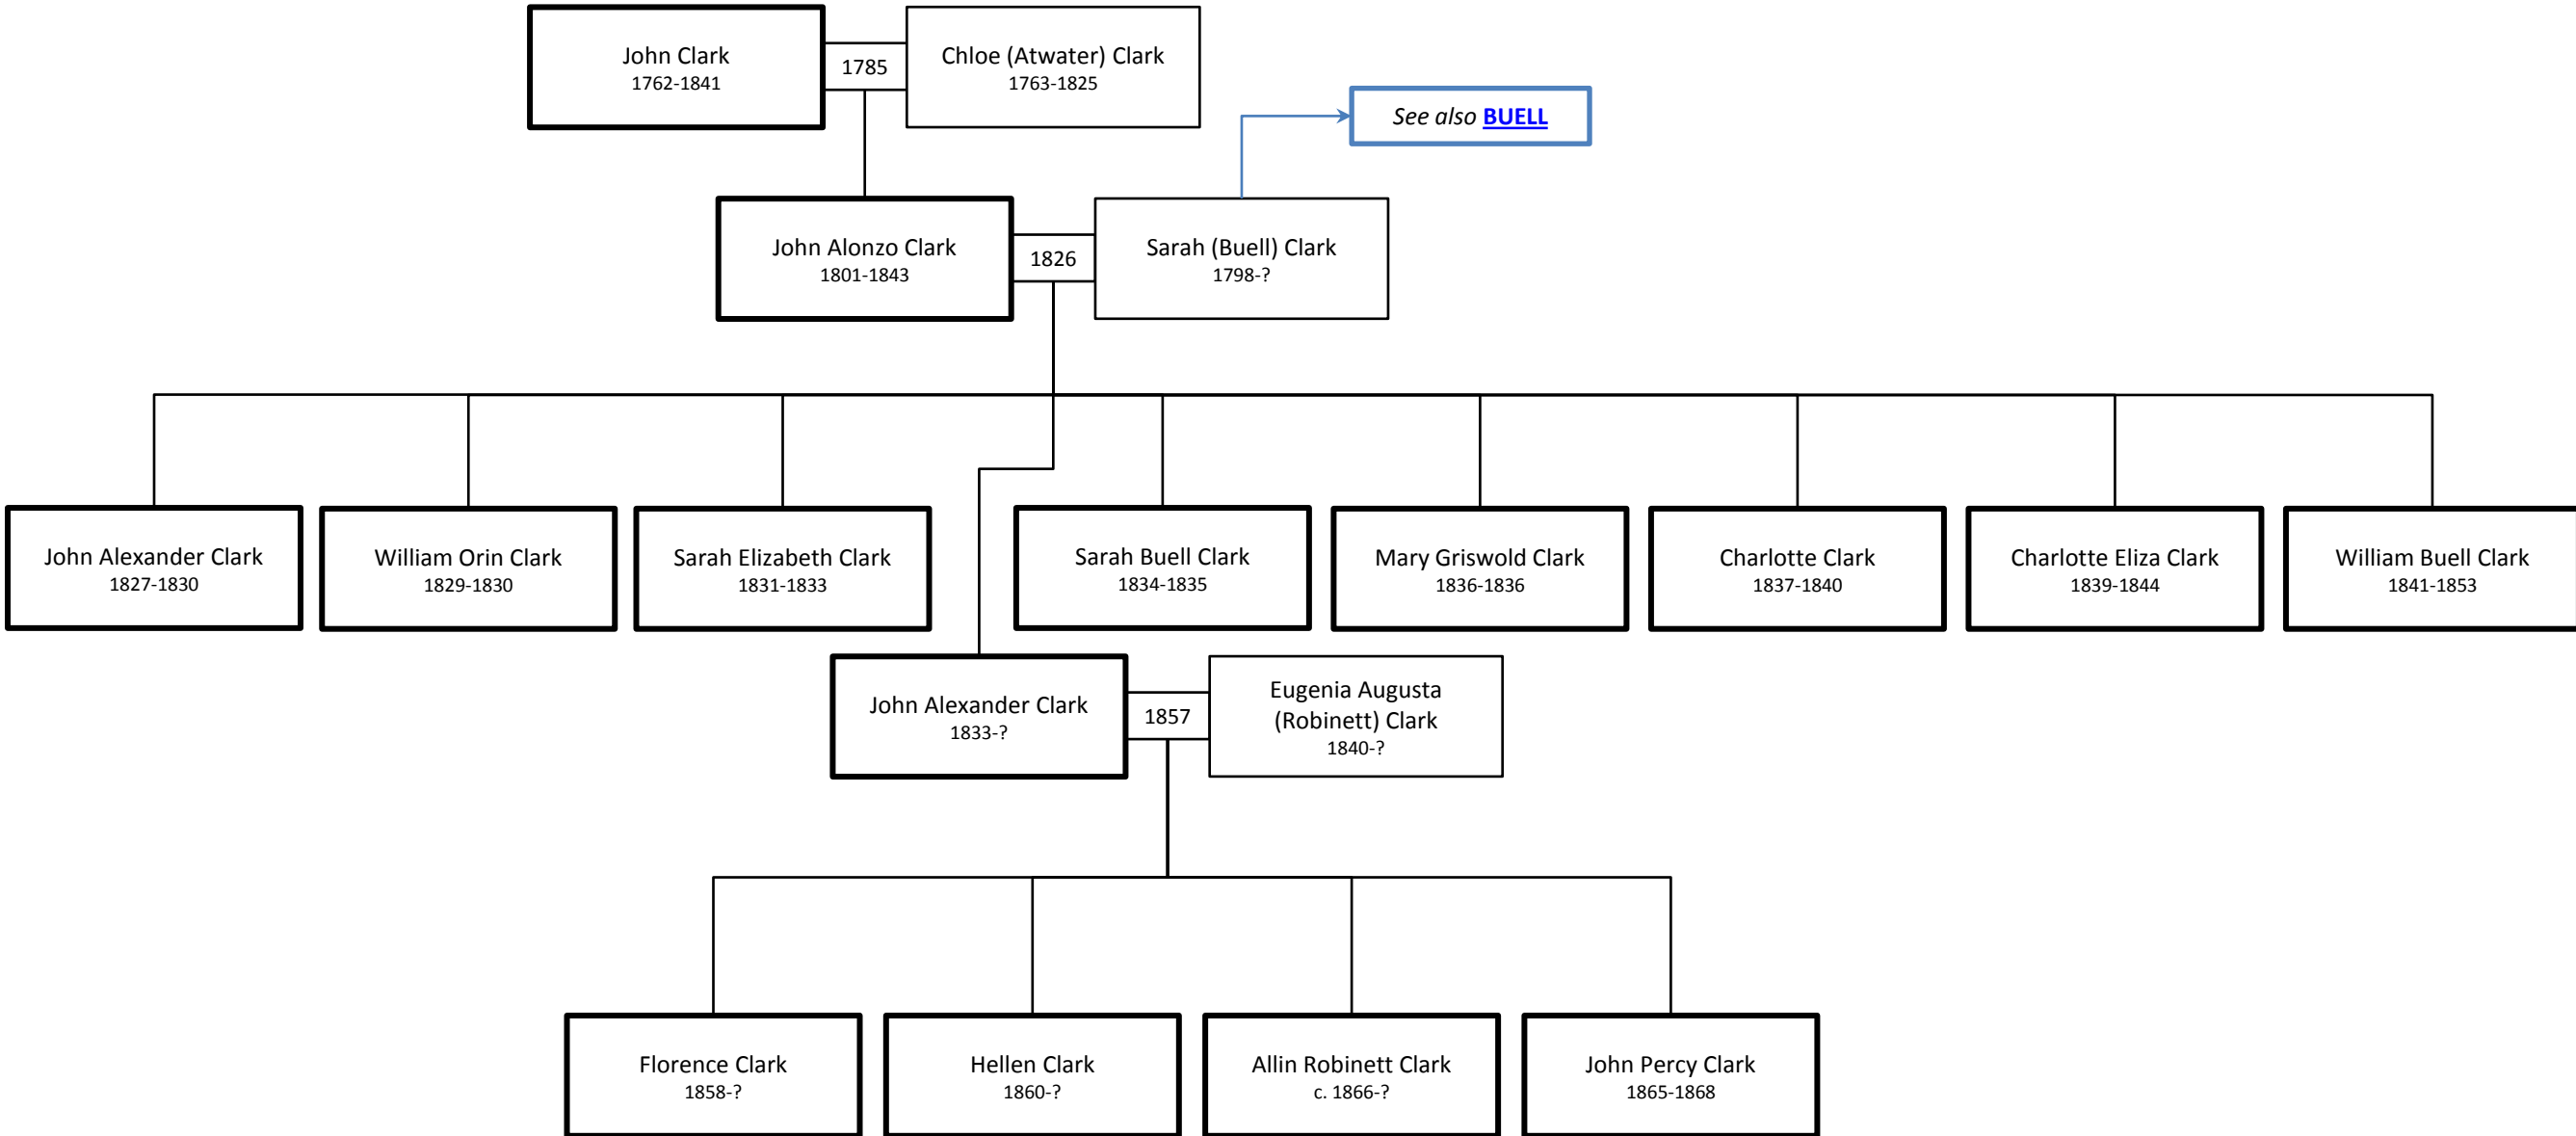 John Clark
1762-1841
1785
Chloe (Atwater) Clark
1763-1825
See also BUELL
John Alonzo Clark
1801-1843
1826
Sarah (Buell) Clark
1798-?
John Alexander Clark
1827-1830
William Orin Clark
1829-1830
Sarah Elizabeth Clark
1831-1833
Sarah Buell Clark
1834-1835
Mary Griswold Clark
1836-1836
Charlotte Clark
1837-1840
Charlotte Eliza Clark
1839-1844
William Buell Clark
1841-1853
John Alexander Clark
1833-?
1857
Eugenia Augusta
(Robinett) Clark
1840-?
Florence Clark
1858-?
Hellen Clark
1860-?
Allin Robinett Clark
c. 1866-?
John Percy Clark
1865-1868